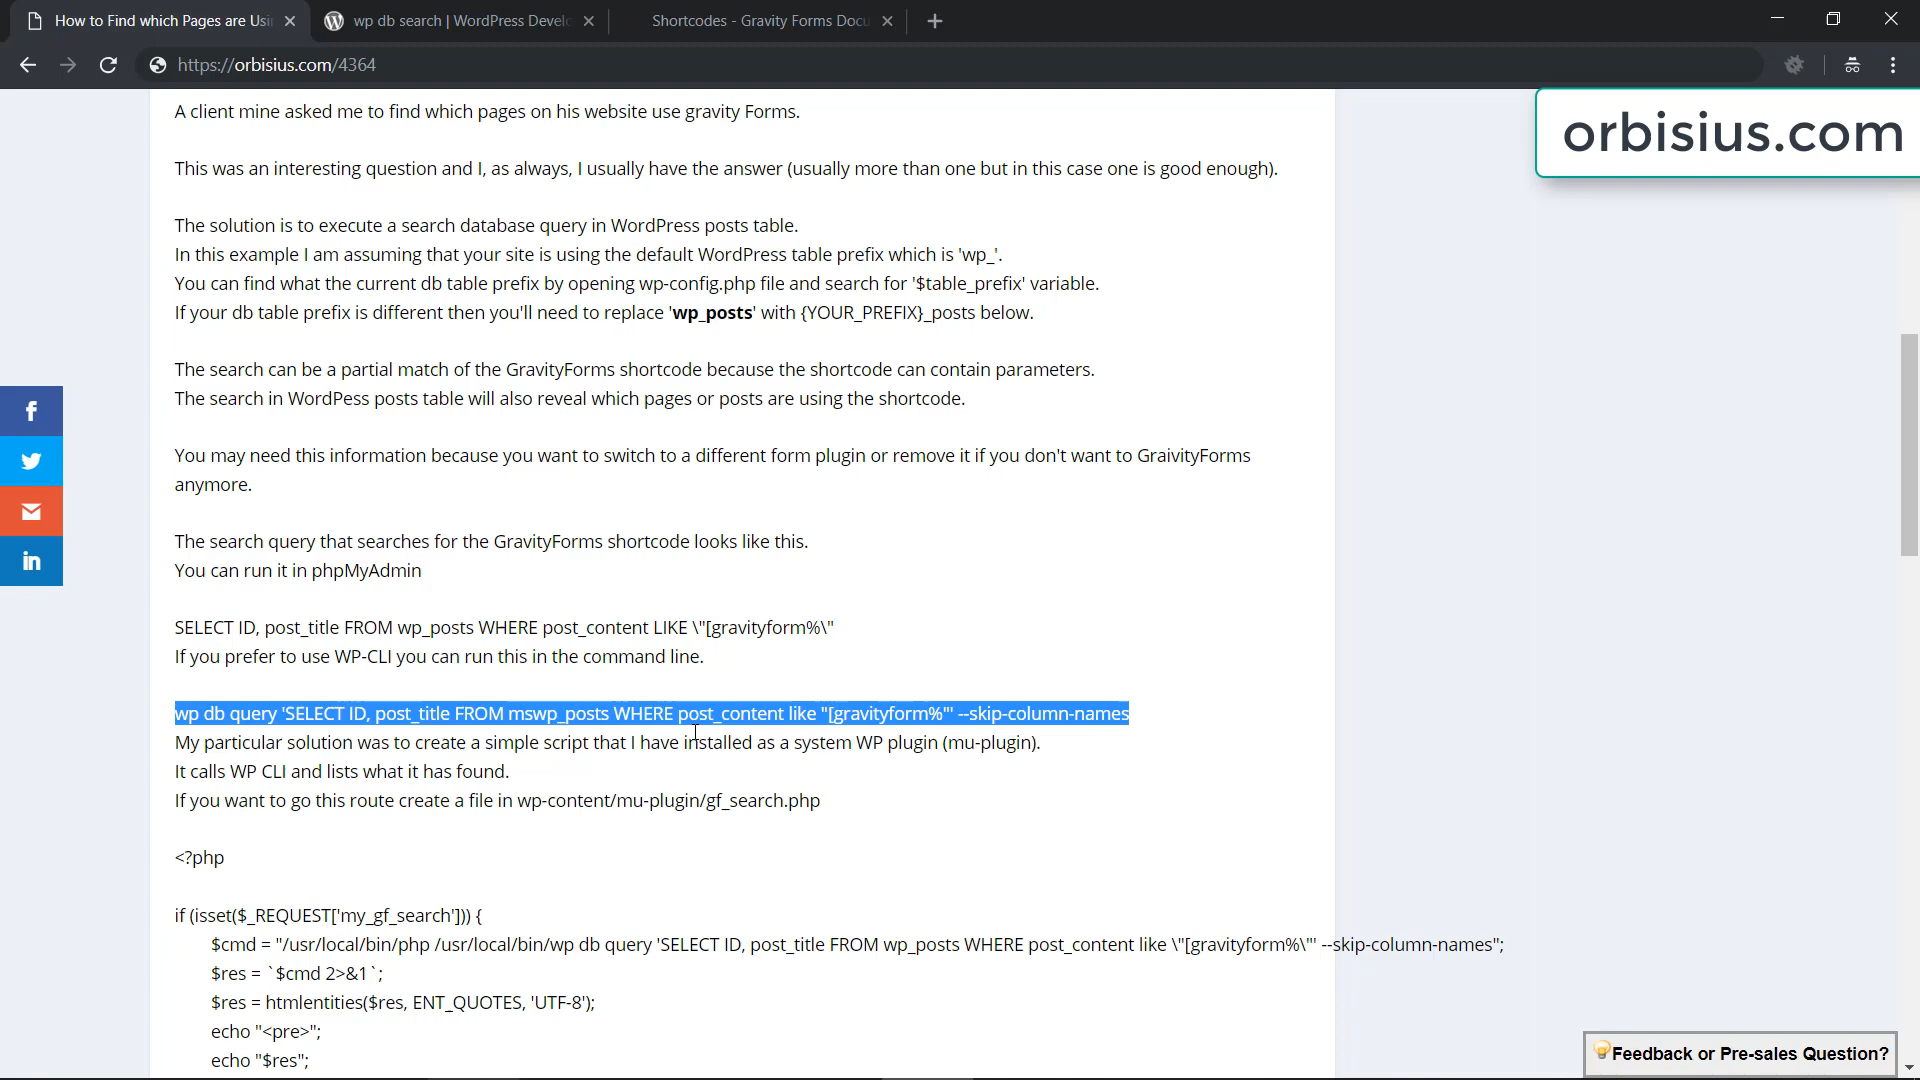 How to Find which Pages are Usi
wp db search | WordPress Develo
Shortcodes - Gravity Forms Docu
https://orbisius.com/4364
orbisius.com
A client mine asked me to find which pages on his website use gravity Forms.
This was an interesting question and I, as always, I usually have the answer (usually more than one but in this case one is good enough).
The solution is to execute a search database query in WordPress posts table.
In this example I am assuming that your site is using the default WordPress table prefix which is 'wp_'.
You can find what the current db table prefix by opening wp-config.php file and search for '$table_prefix' variable.
If your db table prefix is different then you'll need to replace 'wp_posts' with {YOUR_PREFIX}_posts below.
The search can be a partial match of the GravityForms shortcode because the shortcode can contain parameters.
The search in WordPess posts table will also reveal which pages or posts are using the shortcode.
You may need this information because you want to switch to a different form plugin or remove it if you don't want to GraivityForms
anymore.
The search query that searches for the GravityForms shortcode looks like this.
You can run it in phpMyAdmin
SELECT ID, post_title FROM wp_posts WHERE post_content LIKE \"[gravityform%\"
If you prefer to use WP-CLI you can run this in the command line.
wp db query 'SELECT ID, post_title FROM mswp_posts WHERE post_content like "[gravityform%"' --skip-column-names
My particular solution was to create a simple script that I have installed as a system WP plugin (mu-plugin).
It calls WP CLI and lists what it has found.
If you want to go this route create a file in wp-content/mu-plugin/gf_search.php
<?php
if (isset($_REQUEST['my_gf_search'])) {
$cmd = "/usr/local/bin/php /usr/local/bin/wp db query 'SELECT ID, post_title FROM wp_posts WHERE post_content like \"[gravityform%\"' --skip-column-names";
$res = `$cmd 2>&1`;
$res = htmlentities($res, ENT_QUOTES, 'UTF-8');
echo "<pre>";
echo "$res";
Feedback or Pre-sales Question?